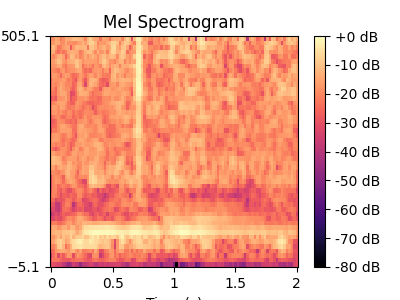 Mel Spectrogram
505.1
-5.1
0
0.5
1
1.5
2
+0 dB
-10 dB
-20 dB
-30 dB
-40 dB
-50 dB
-60 dB
-70 dB
-80 dB